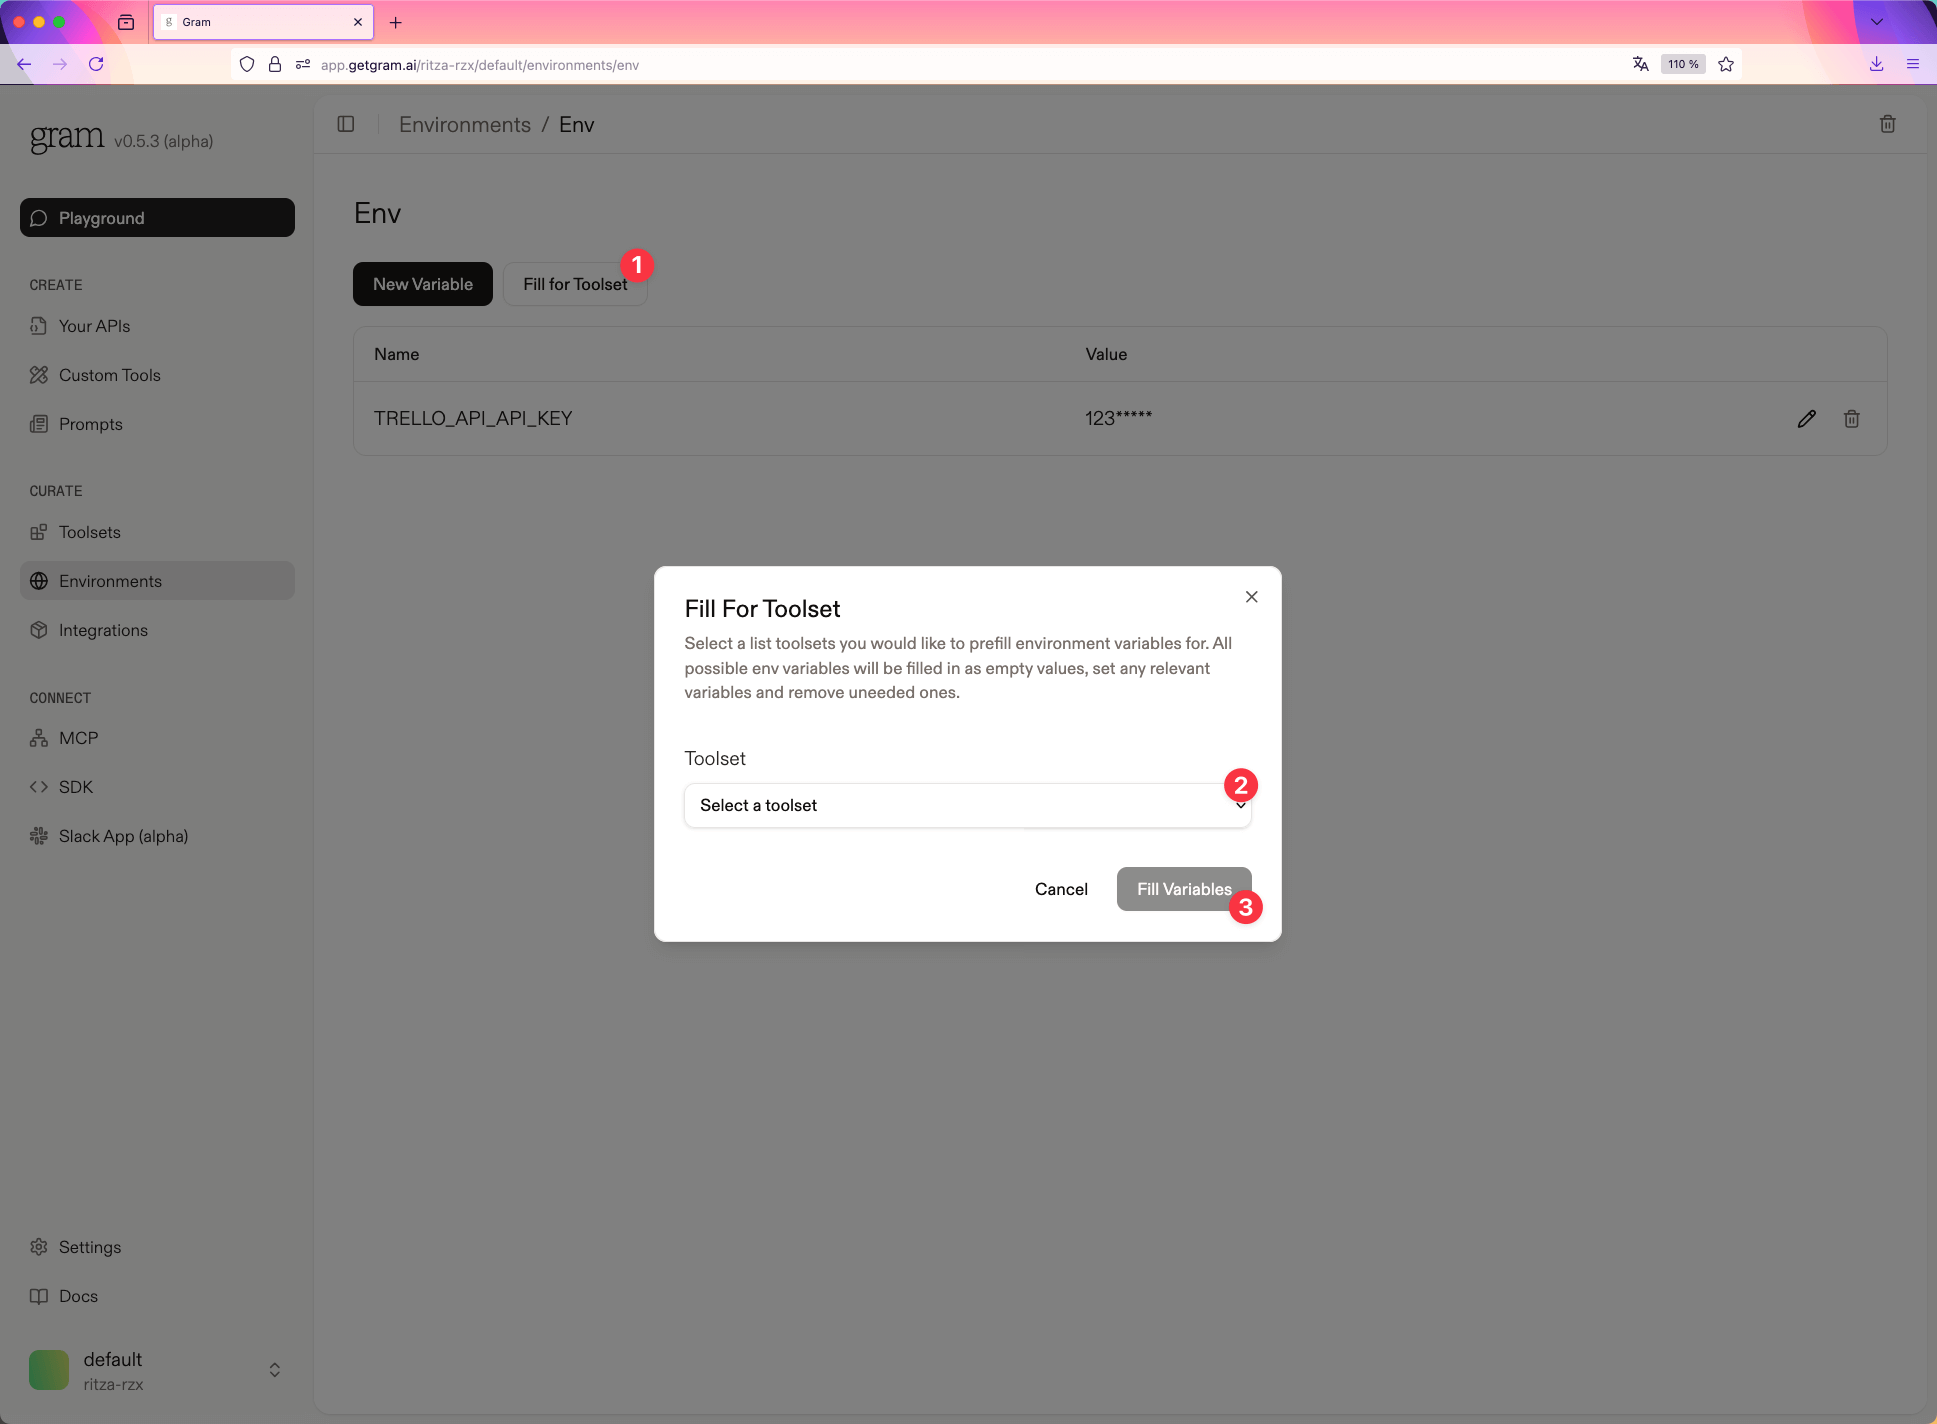 g Gram
app.getgram.ai/ritza-rzx/default/environments/env
110 %
gram v0.5.3 (alpha)
Environments / Env
Playground
CREATE
Your APIs
Custom Tools
Prompts
CURATE
Toolsets
Environments
Integrations
CONNECT
MCP
SDK
Slack App (alpha)
Settings
Docs
default
ritza-rzx
Env
New Variable
Fill for Toolset
1
Name Value
TRELLO_API_API_KEY 123*****
Fill For Toolset
Select a list toolsets you would like to prefill environment variables for. All
possible env variables will be filled in as empty values, set any relevant
variables and remove uneeded ones.
Toolset
Select a toolset
2
Cancel
Fill Variables
3